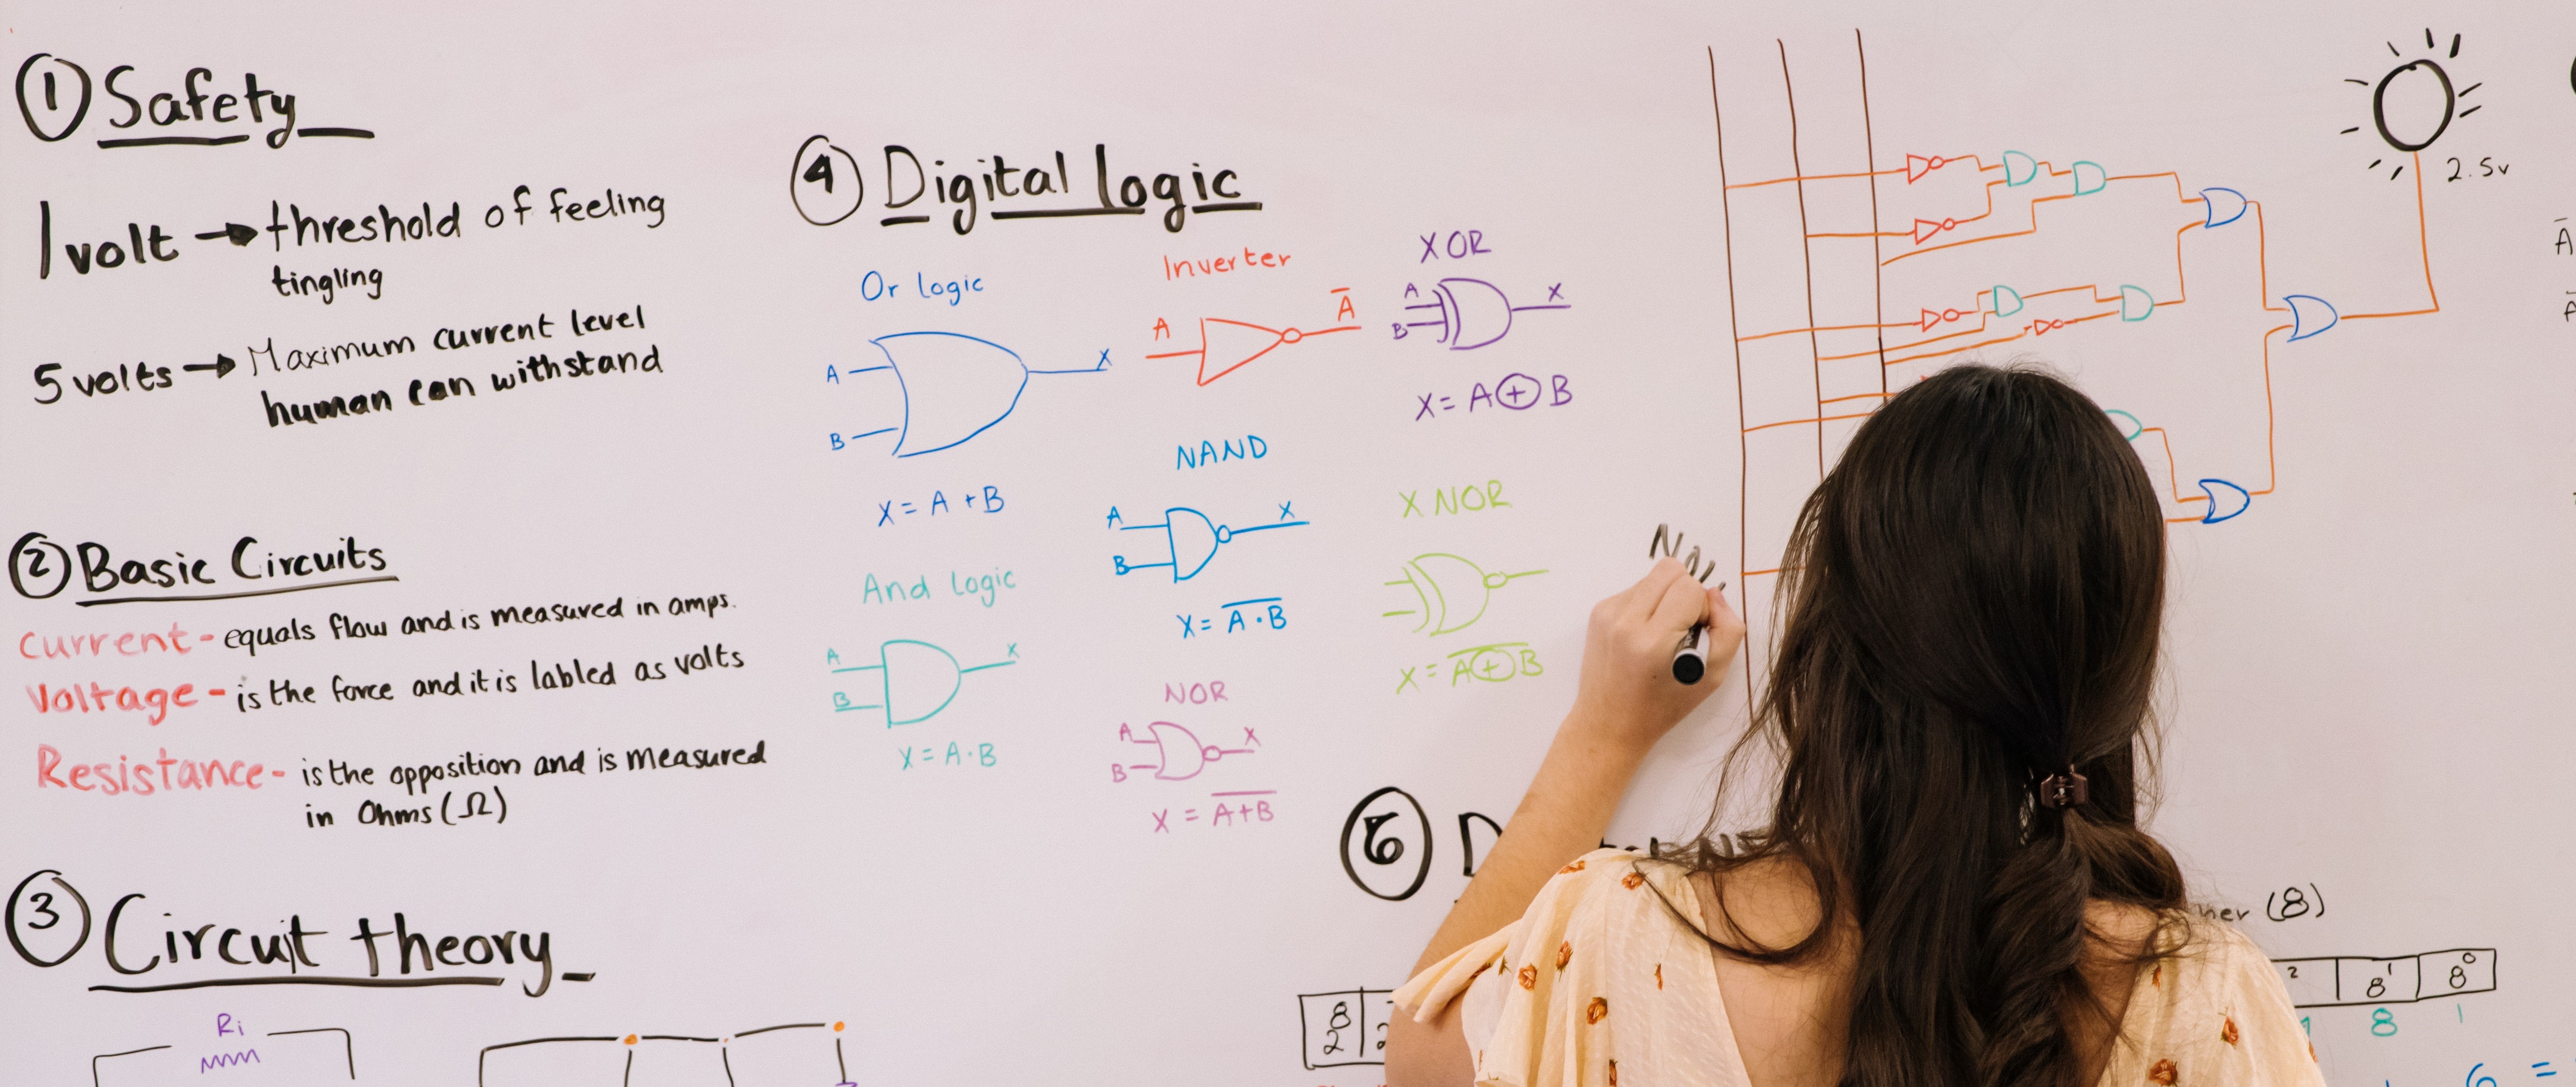 ① Safety
1 volt → threshold of feeling
tingling
5 volts → Maximum current level
human can withstand
② Basic Circuits
Current - equals flow and is measured in amps.
Voltage - is the force and it is labled as volts
Resistance - is the opposition and is measured
in Ohms (Ω)
③ Circuit theory
Ri
④ Digital logic
Or logic
A
X
B
X = A + B
And logic
A
X
B
X = A·B
Inverter
A
A̅
NAND
A
X
B
X = A̅ ̅·̅ ̅B̅
NOR
A
X
B
X = A̅+̅B̅
XOR
A
X
B
X = A ⊕ B
X NOR
X = A̅ ̅⊕̅ ̅B̅
2.5v
A̅
(8)
8
2
2
8¹
8⁰
8
1
6 =